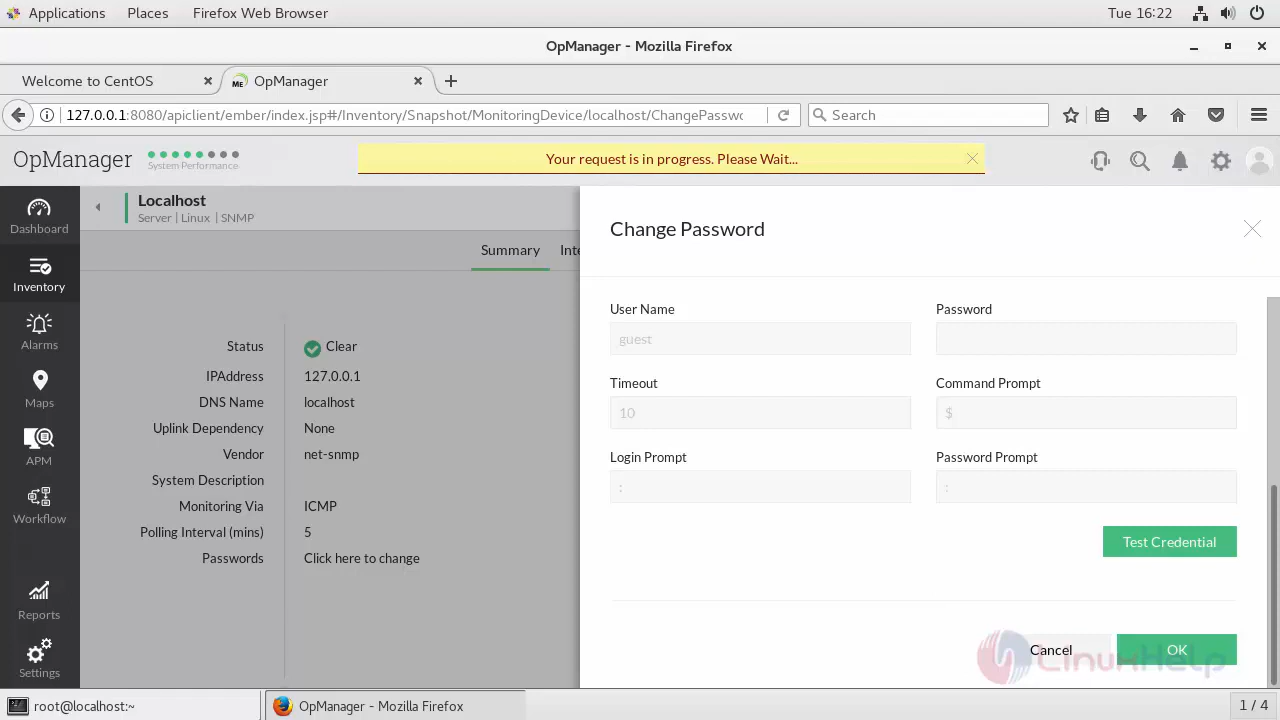 Applications Places Firefox Web Browser Tue 16:22
OpManager - Mozilla Firefox
Welcome to CentOS ME OpManager
127.0.0.1:8080/apiclient/ember/index.jsp#/Inventory/Snapshot/MonitoringDevice/localhost/ChangePasswo Search
OpManager System Performance Your request is in progress. Please Wait...
Localhost
Server | Linux | SNMP
Summary Inte
Dashboard
Inventory
Alarms
Maps
APM
Workflow
Reports
Settings
Status Clear
IPAddress 127.0.0.1
DNS Name localhost
Uplink Dependency None
Vendor net-snmp
System Description
Monitoring Via ICMP
Polling Interval (mins) 5
Passwords Click here to change
Change Password
User Name Password
guest
Timeout Command Prompt
10 $
Login Prompt Password Prompt
: :
Test Credential
Cancel OK
LinuxHelp
root@localhost:~ OpManager - Mozilla Firefox 1 / 4